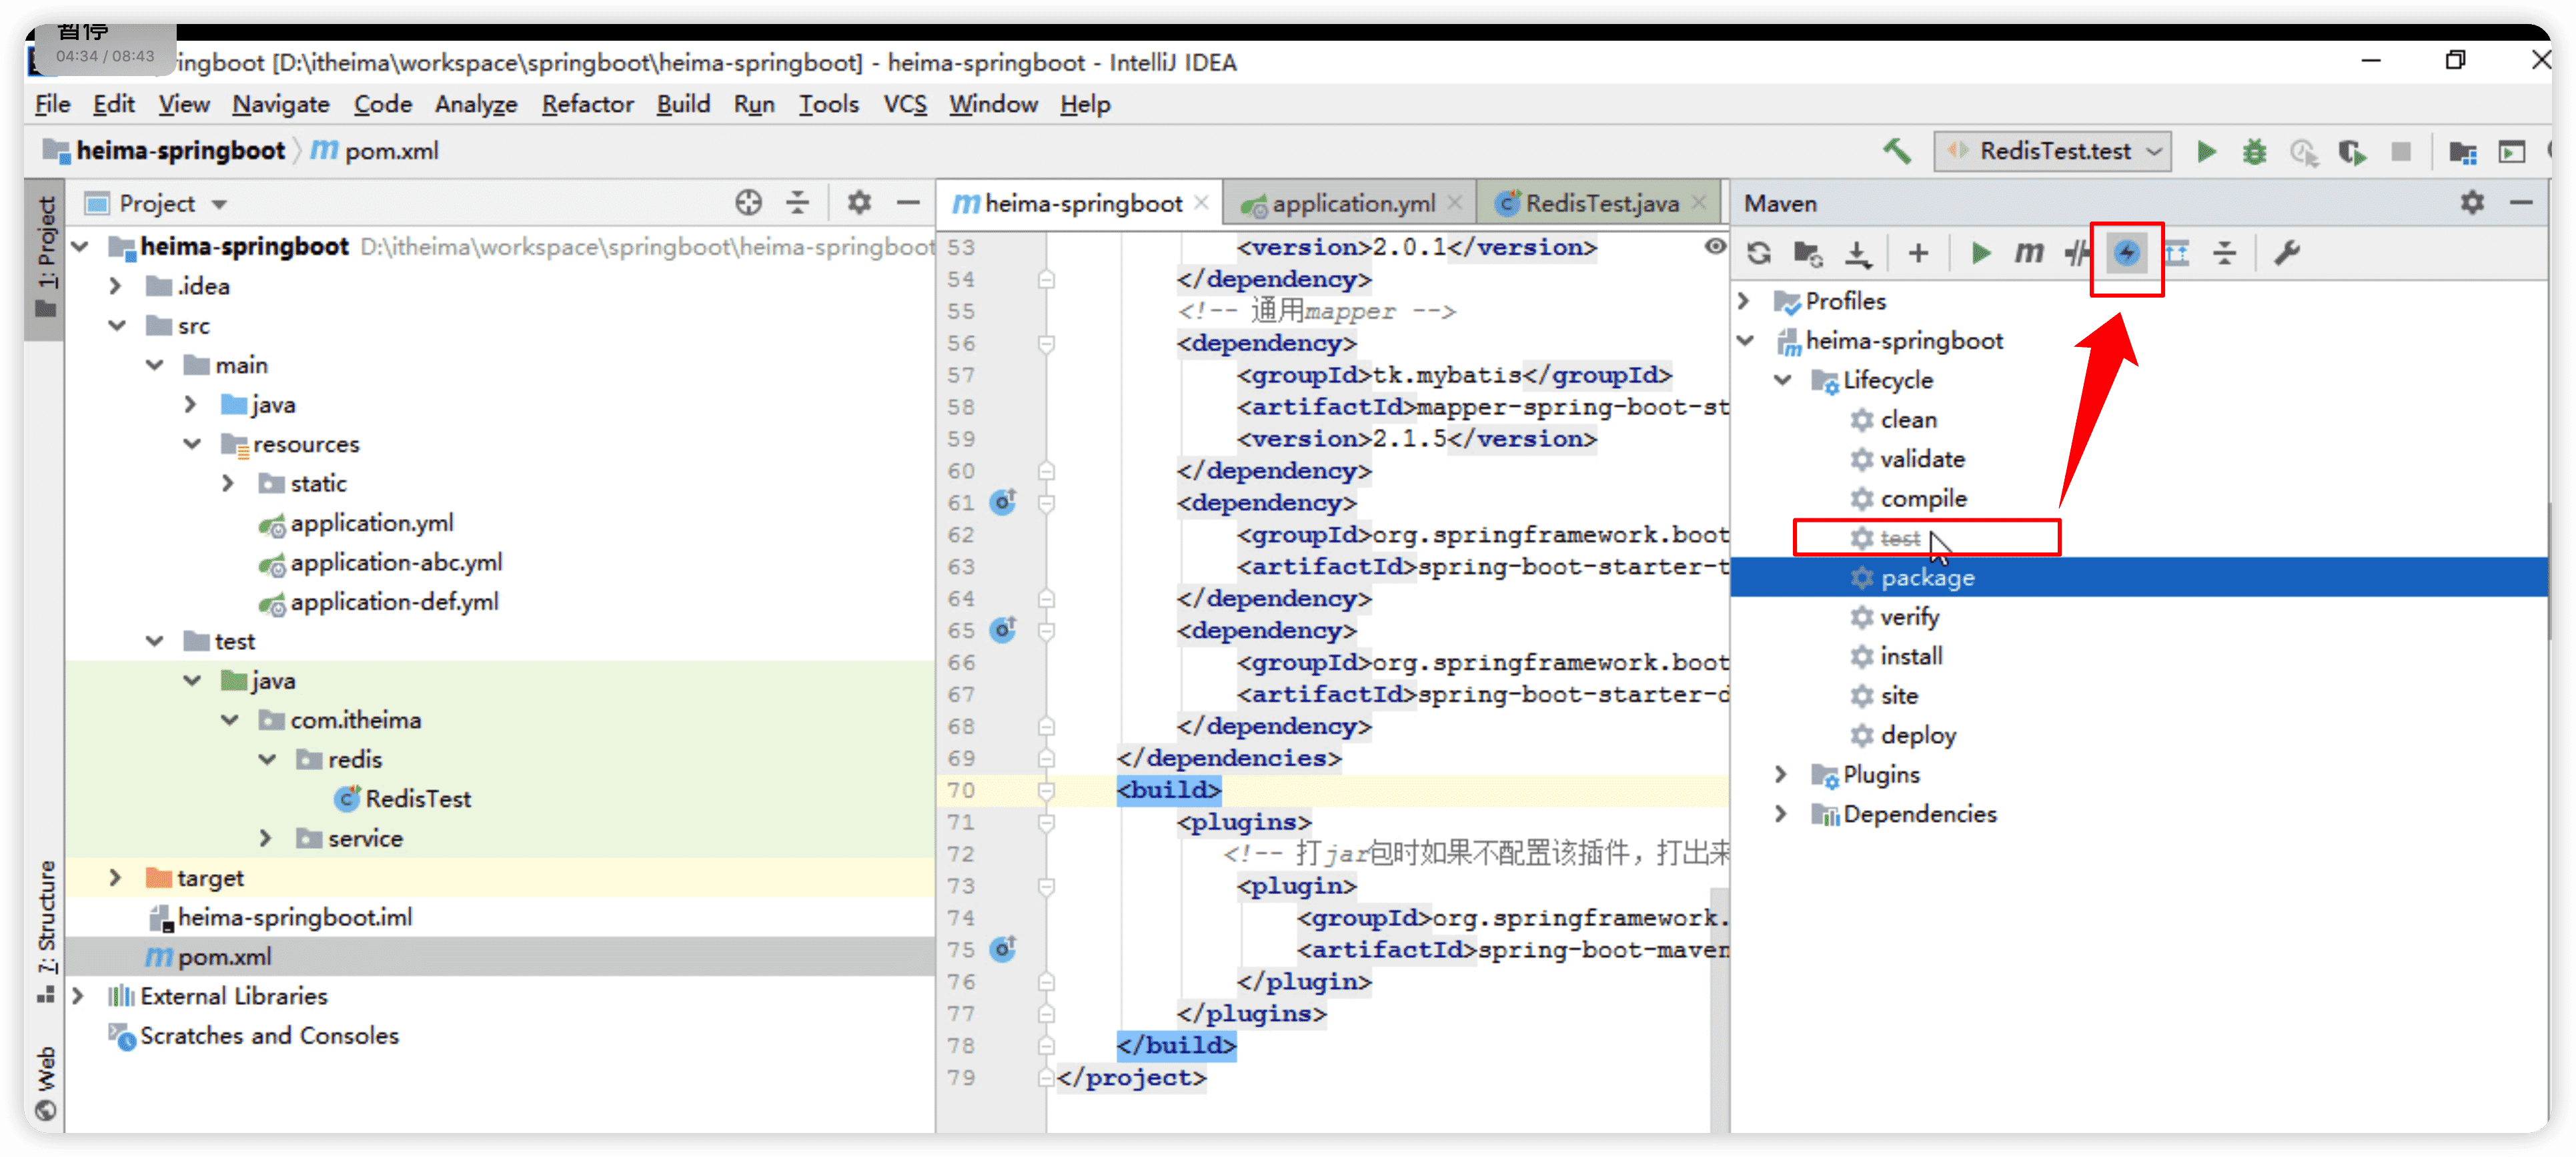 暂停
04:34 / 08:43
ingboot [D:\itheima\workspace\springboot\heima-springboot] - heima-springboot - IntelliJ IDEA
File Edit View Navigate Code Analyze Refactor Build Run Tools VCS Window Help
heima-springboot pom.xml
RedisTest.test
1: Project
7: Structure
Web
Project
heima-springboot D:\itheima\workspace\springboot\heima-springboot
.idea
src
main
java
resources
static
application.yml
application-abc.yml
application-def.yml
test
java
com.itheima
redis
RedisTest
service
target
heima-springboot.iml
pom.xml
External Libraries
Scratches and Consoles
heima-springboot application.yml RedisTest.java
53 <version>2.0.1</version>
54 </dependency>
55 <!-- 通用mapper -->
56 <dependency>
57 <groupId>tk.mybatis</groupId>
58 <artifactId>mapper-spring-boot-st
59 <version>2.1.5</version>
60 </dependency>
61 <dependency>
62 <groupId>org.springframework.boot
63 <artifactId>spring-boot-starter-t
64 </dependency>
65 <dependency>
66 <groupId>org.springframework.boot
67 <artifactId>spring-boot-starter-d
68 </dependency>
69 </dependencies>
70 <build>
71 <plugins>
72 <!-- 打jar包时如果不配置该插件，打出来
73 <plugin>
74 <groupId>org.springframework.
75 <artifactId>spring-boot-maven
76 </plugin>
77 </plugins>
78 </build>
79 </project>
Maven
Profiles
heima-springboot
Lifecycle
clean
validate
compile
test
package
verify
install
site
deploy
Plugins
Dependencies